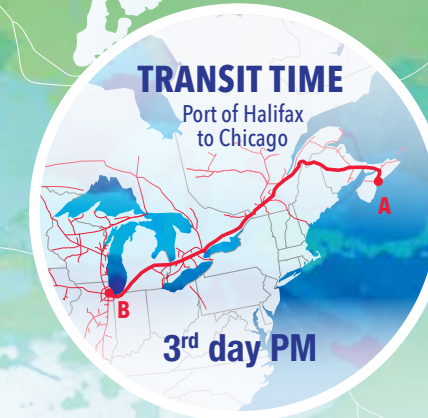 TRANSIT TIME
Port of Halifax
to Chicago
A
B
3rd day PM